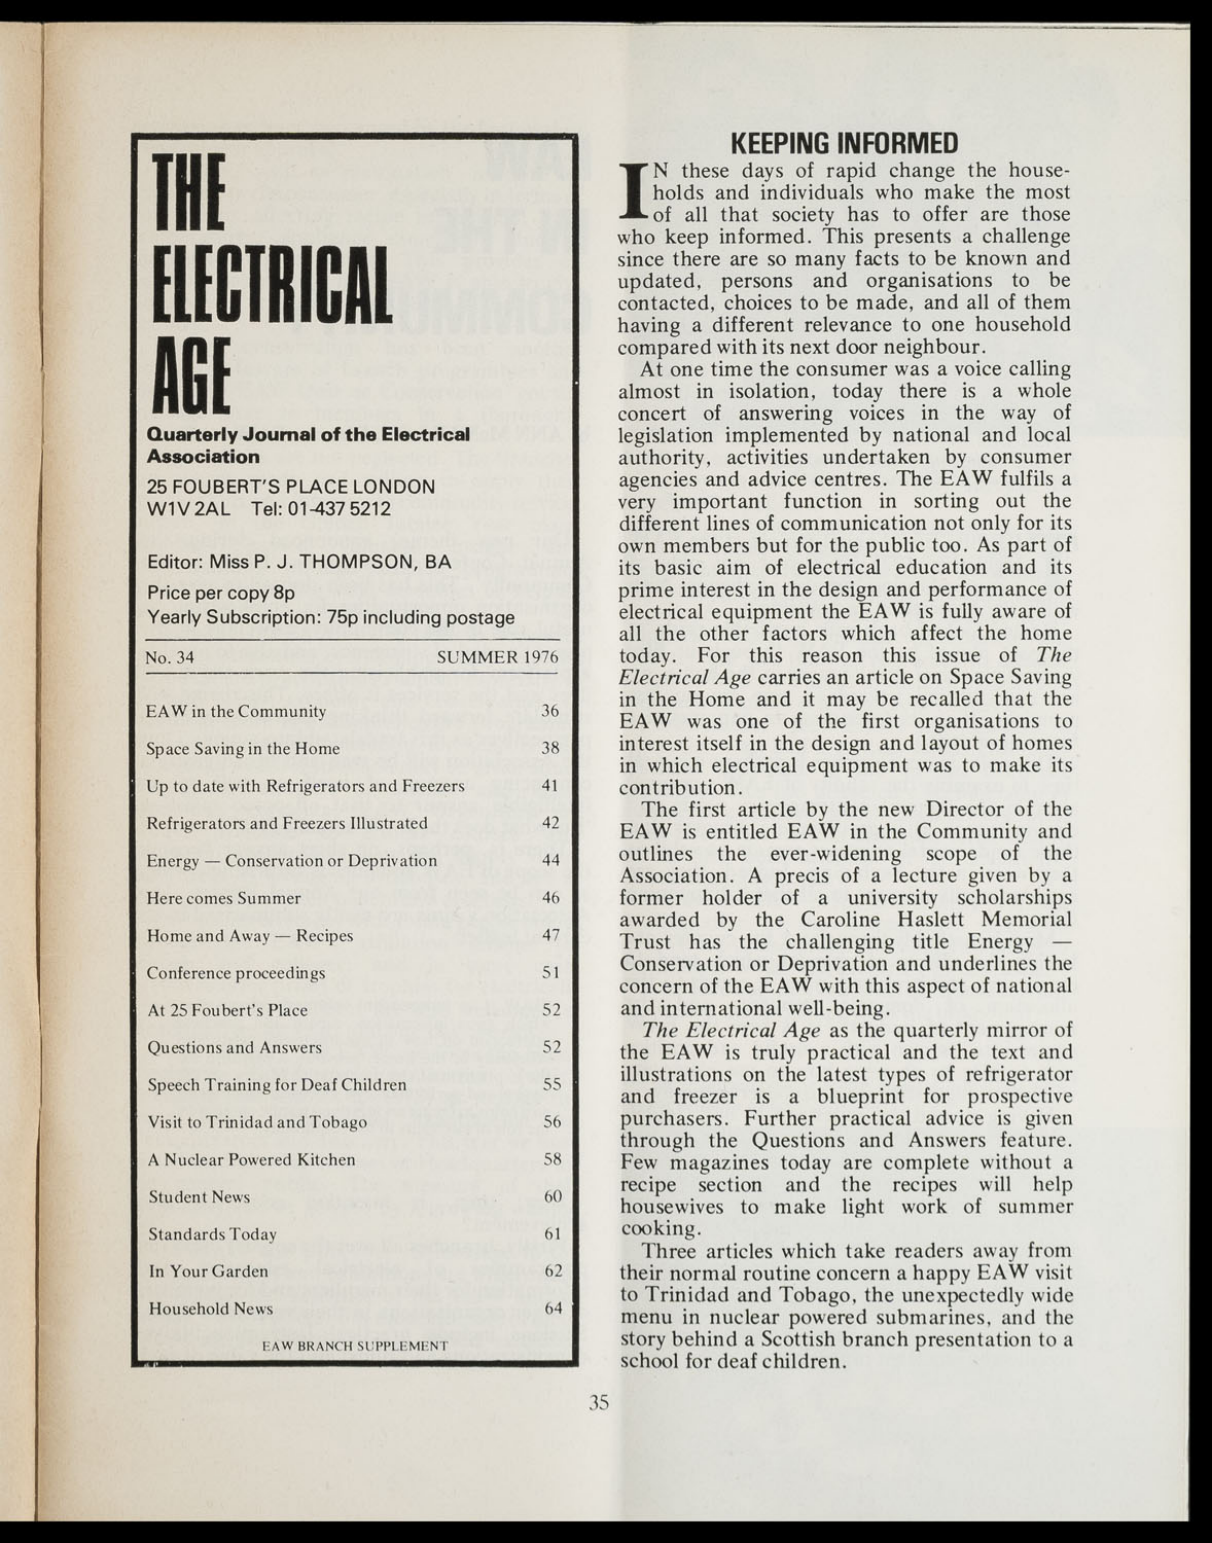 THE
ELECTRICAL
AGE
Quarterly Journal of the Electrical
Association
25 FOUBERT'S PLACE LONDON
W1V 2AL Tel: 01-437 5212
Editor: Miss P. J. THOMPSON, BA
Price per copy 8p
Yearly Subscription: 75p including postage
No. 34 SUMMER 1976
EAW in the Community 36
Space Saving in the Home 38
Up to date with Refrigerators and Freezers 41
Refrigerators and Freezers Illustrated 42
Energy — Conservation or Deprivation 44
Here comes Summer 46
Home and Away — Recipes 47
Conference proceedings 51
At 25 Foubert's Place 52
Questions and Answers 52
Speech Training for Deaf Children 55
Visit to Trinidad and Tobago 56
A Nuclear Powered Kitchen 58
Student News 60
Standards Today 61
In Your Garden 62
Household News 64
EAW BRANCH SUPPLEMENT
KEEPING INFORMED
IN these days of rapid change the house-
holds and individuals who make the most
of all that society has to offer are those
who keep informed. This presents a challenge
since there are so many facts to be known and
updated, persons and organisations to be
contacted, choices to be made, and all of them
having a different relevance to one household
compared with its next door neighbour.
At one time the consumer was a voice calling
almost in isolation, today there is a whole
concert of answering voices in the way of
legislation implemented by national and local
authority, activities undertaken by consumer
agencies and advice centres. The EAW fulfils a
very important function in sorting out the
different lines of communication not only for its
own members but for the public too. As part of
its basic aim of electrical education and its
prime interest in the design and performance of
electrical equipment the EAW is fully aware of
all the other factors which affect the home
today. For this reason this issue of The
Electrical Age carries an article on Space Saving
in the Home and it may be recalled that the
EAW was one of the first organisations to
interest itself in the design and layout of homes
in which electrical equipment was to make its
contribution.
The first article by the new Director of the
EAW is entitled EAW in the Community and
outlines the ever-widening scope of the
Association. A precis of a lecture given by a
former holder of a university scholarships
awarded by the Caroline Haslett Memorial
Trust has the challenging title Energy —
Conservation or Deprivation and underlines the
concern of the EAW with this aspect of national
and international well-being.
The Electrical Age as the quarterly mirror of
the EAW is truly practical and the text and
illustrations on the latest types of refrigerator
and freezer is a blueprint for prospective
purchasers. Further practical advice is given
through the Questions and Answers feature.
Few magazines today are complete without a
recipe section and the recipes will help
housewives to make light work of summer
cooking.
Three articles which take readers away from
their normal routine concern a happy EAW visit
to Trinidad and Tobago, the unexpectedly wide
menu in nuclear powered submarines, and the
story behind a Scottish branch presentation to a
school for deaf children.
35